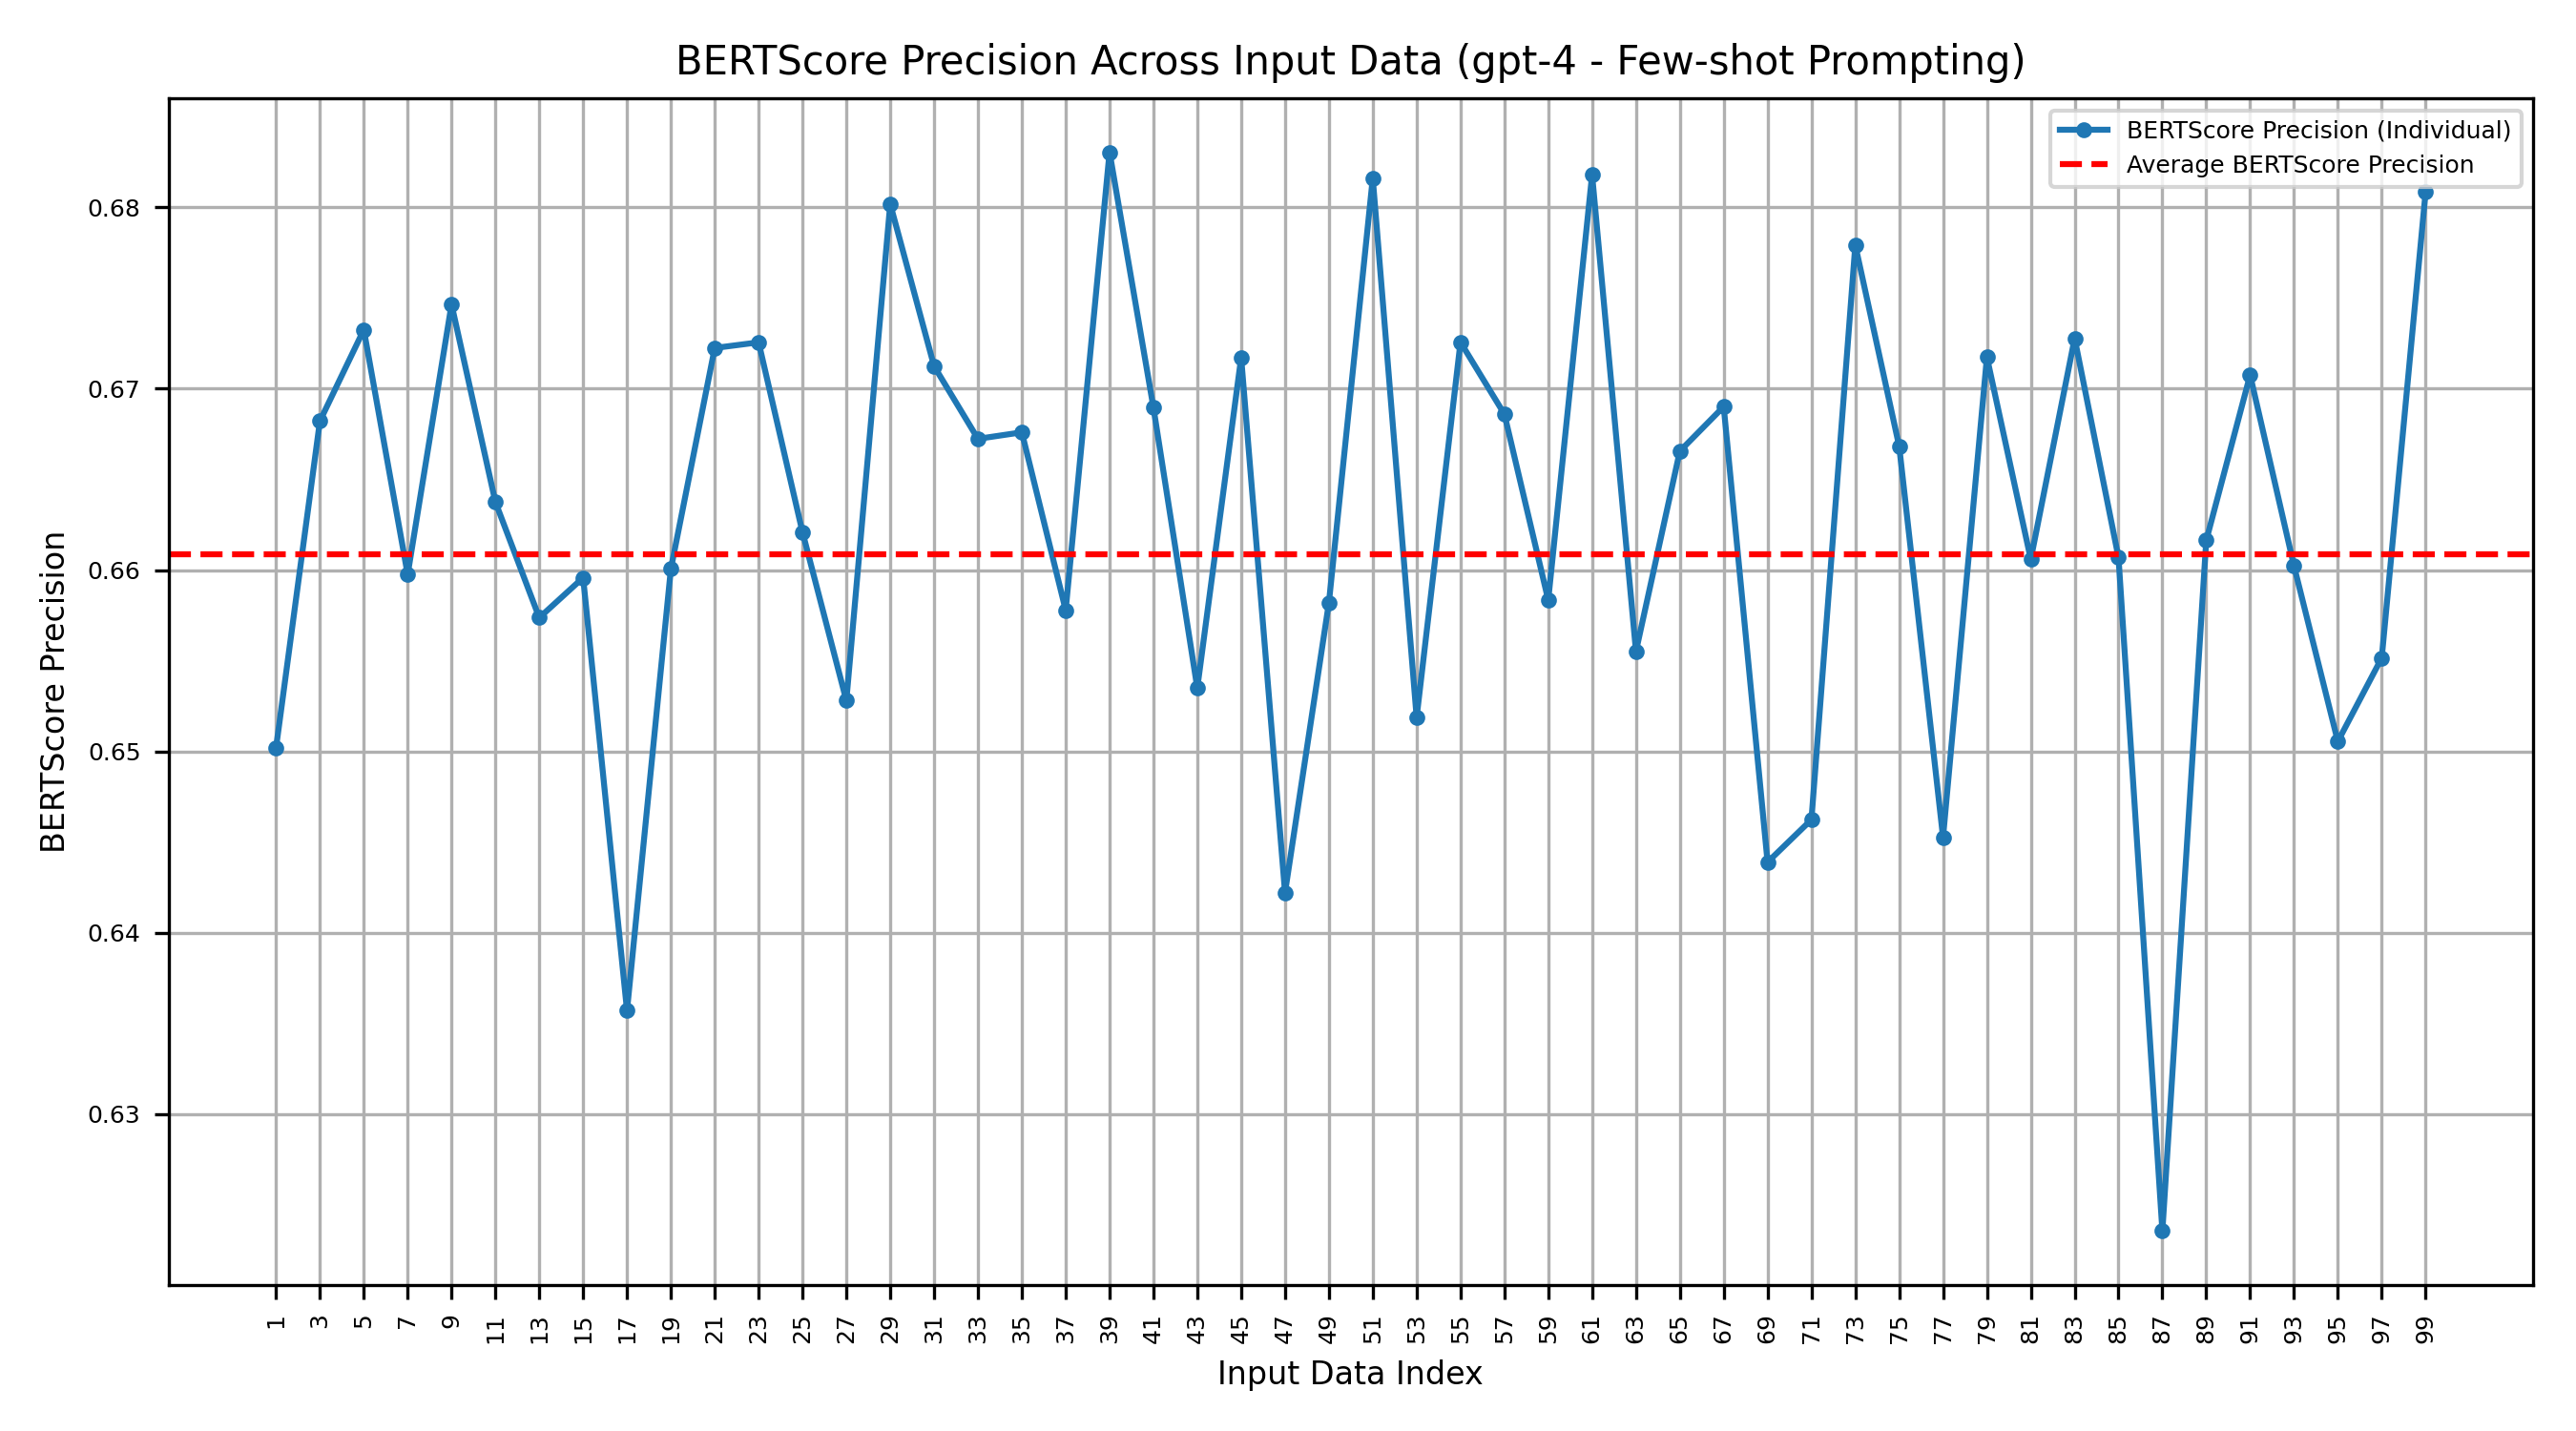 BERTScore Precision Across Input Data (gpt-4 - Few-shot Prompting)
BERTScore Precision (Individual)
Average BERTScore Precision
0.68
0.67
0.66
0.65
0.64
0.63
BERTScore Precision
1 3 5 7 9 11 13 15 17 19 21 23 25 27 29 31 33 35 37 39 41 43 45 47 49 51 53 55 57 59 61 63 65 67 69 71 73 75 77 79 81 83 85 87 89 91 93 95 97 99
Input Data Index